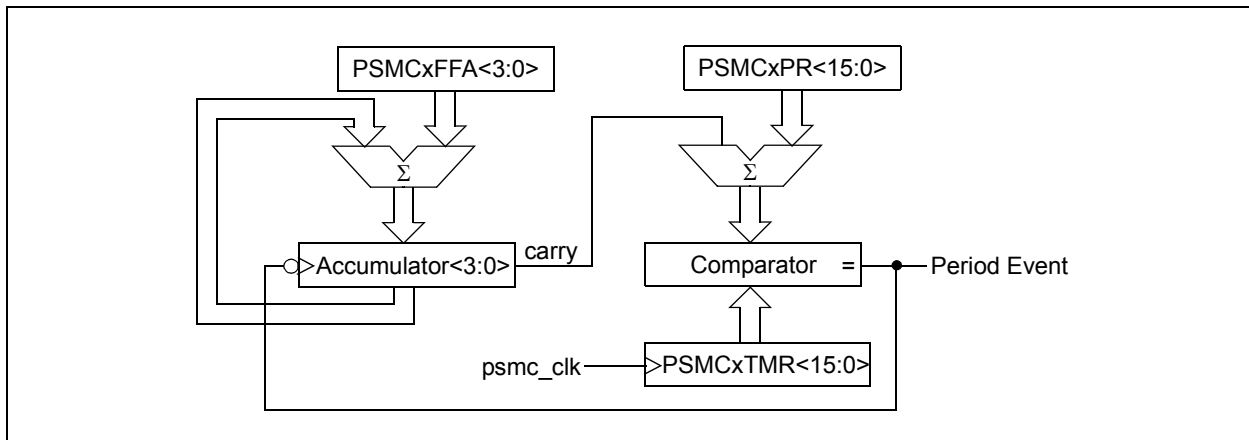 PSMCxFFA<3:0>
PSMCxPR<15:0>
Σ
Σ
carry
Accumulator<3:0>
Comparator =
Period Event
psmc_clk
PSMCxTMR<15:0>